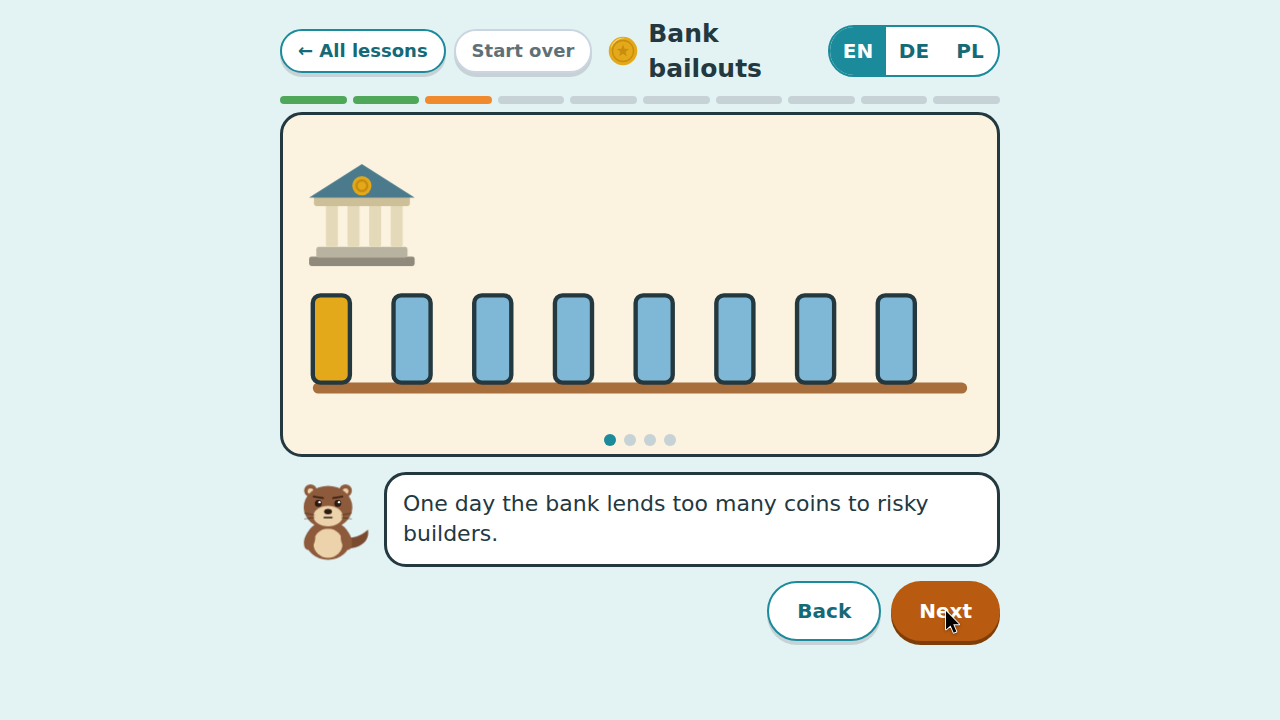 ← All lessons
Start over
Bank
bailouts
EN
DE
PL
One day the bank lends too many coins to risky
builders.
Back
Next